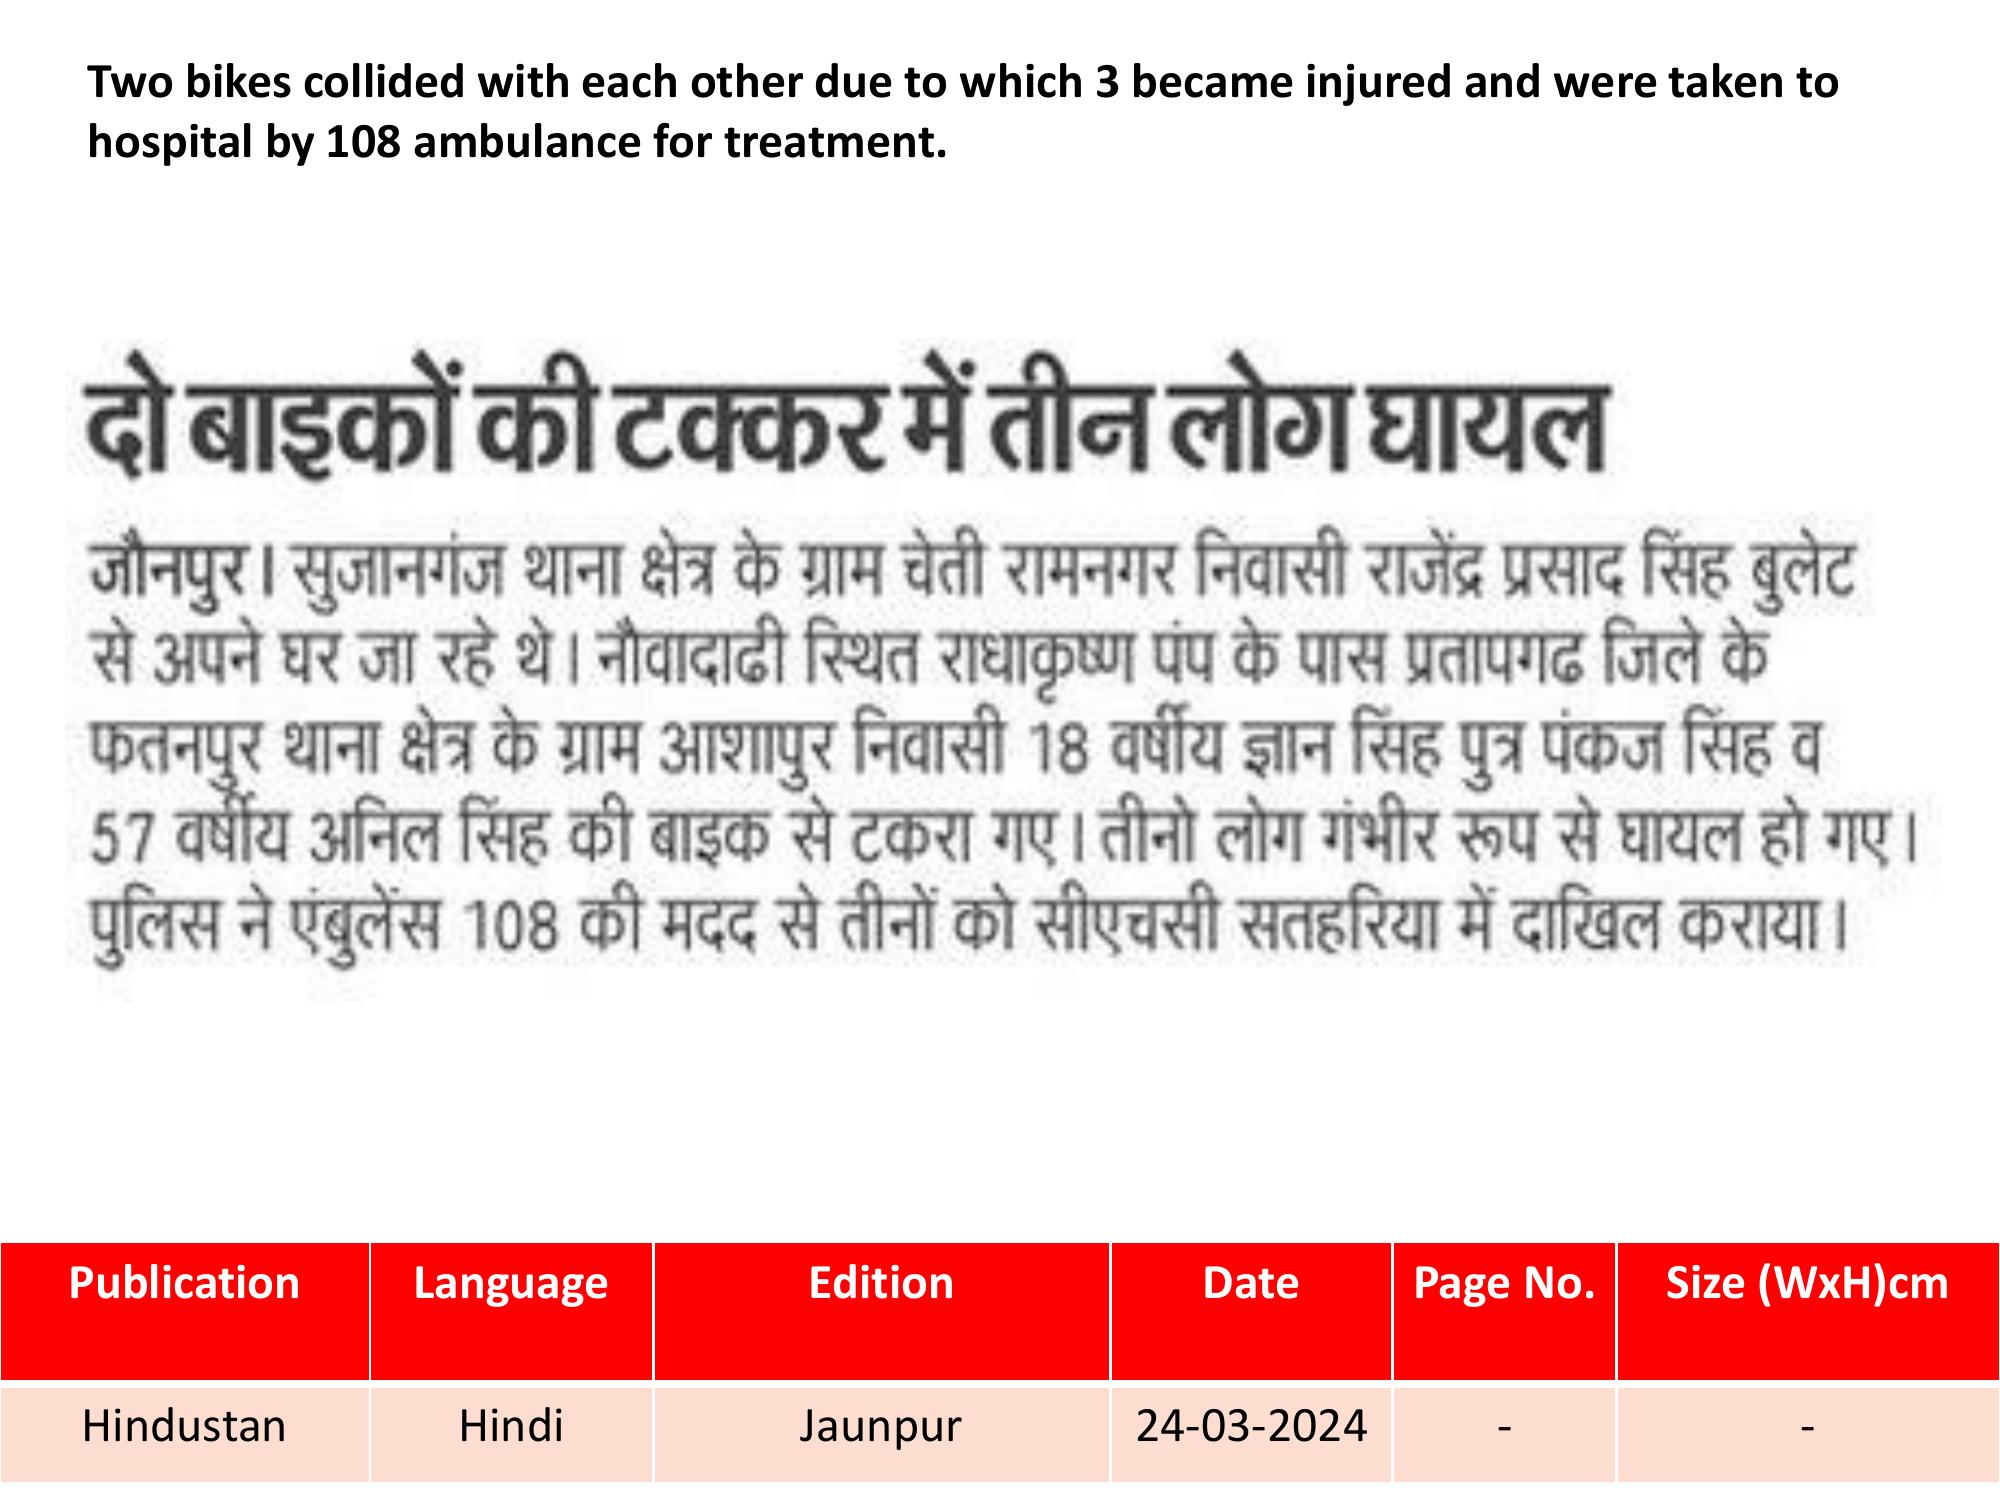 Two bikes collided with each other due to which 3 became injured and were taken to
hospital by 108 ambulance for treatment.
दो बाइकों की टक्कर में तीन लोग घायल
जौनपुर। सुजानगंज थाना क्षेत्र के ग्राम चेती रामनगर निवासी राजेंद्र प्रसाद सिंह बुलेट
से अपने घर जा रहे थे। नौवादाढी स्थित राधाकृष्ण पंप के पास प्रतापगढ जिले के
फतनपुर थाना क्षेत्र के ग्राम आशापुर निवासी 18 वर्षीय ज्ञान सिंह पुत्र पंकज सिंह व
57 वर्षीय अनिल सिंह की बाइक से टकरा गए। तीनो लोग गंभीर रूप से घायल हो गए।
पुलिस ने एंबुलेंस 108 की मदद से तीनों को सीएचसी सतहरिया में दाखिल कराया।
Publication Language Edition Date Page No. Size (WxH)cm
Hindustan Hindi Jaunpur 24-03-2024 - -